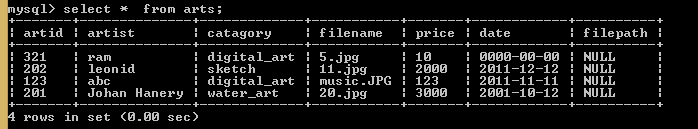 mysql> select *  from arts;
+-------+--------------+-------------+-----------+-------+------------+----------+
| artid | artist       | catagory    | filename  | price | date       | filepath |
+-------+--------------+-------------+-----------+-------+------------+----------+
| 321   | ram          | digital_art | 5.jpg     | 10    | 0000-00-00 | NULL     |
| 202   | leonid       | sketch      | 11.jpg    | 2000  | 2011-12-12 | NULL     |
| 123   | abc          | digital_art | music.JPG | 123   | 2011-11-11 | NULL     |
| 201   | Johan Hanery | water_art   | 20.jpg    | 3000  | 2001-10-12 | NULL     |
+-------+--------------+-------------+-----------+-------+------------+----------+
4 rows in set (0.00 sec)